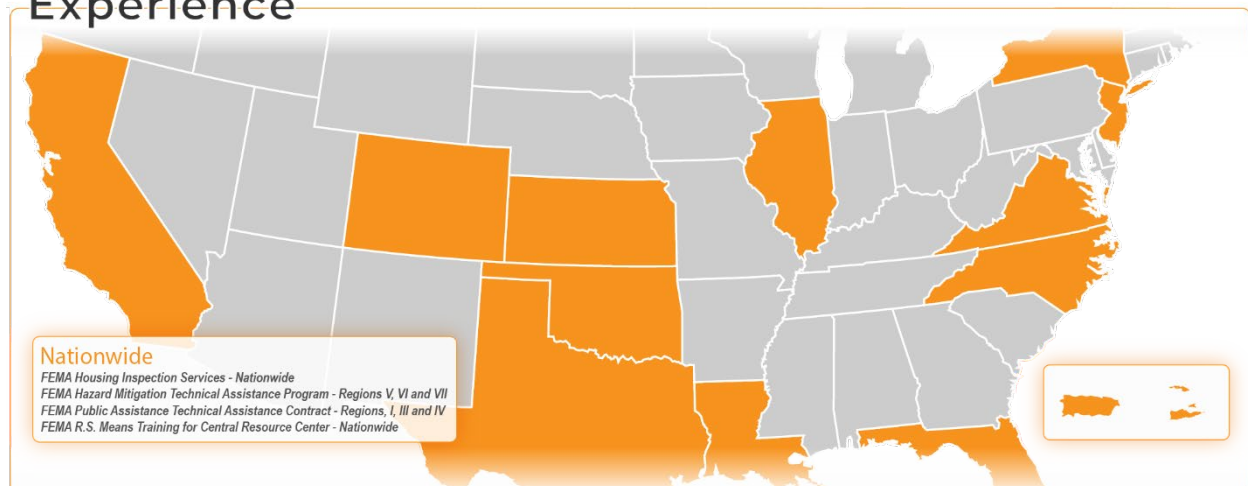 Experience
Nationwide
FEMA Housing Inspection Services - Nationwide
FEMA Hazard Mitigation Technical Assistance Program - Regions V, VI and VII
FEMA Public Assistance Technical Assistance Contract - Regions, I, III and IV
FEMA R.S. Means Training for Central Resource Center - Nationwide